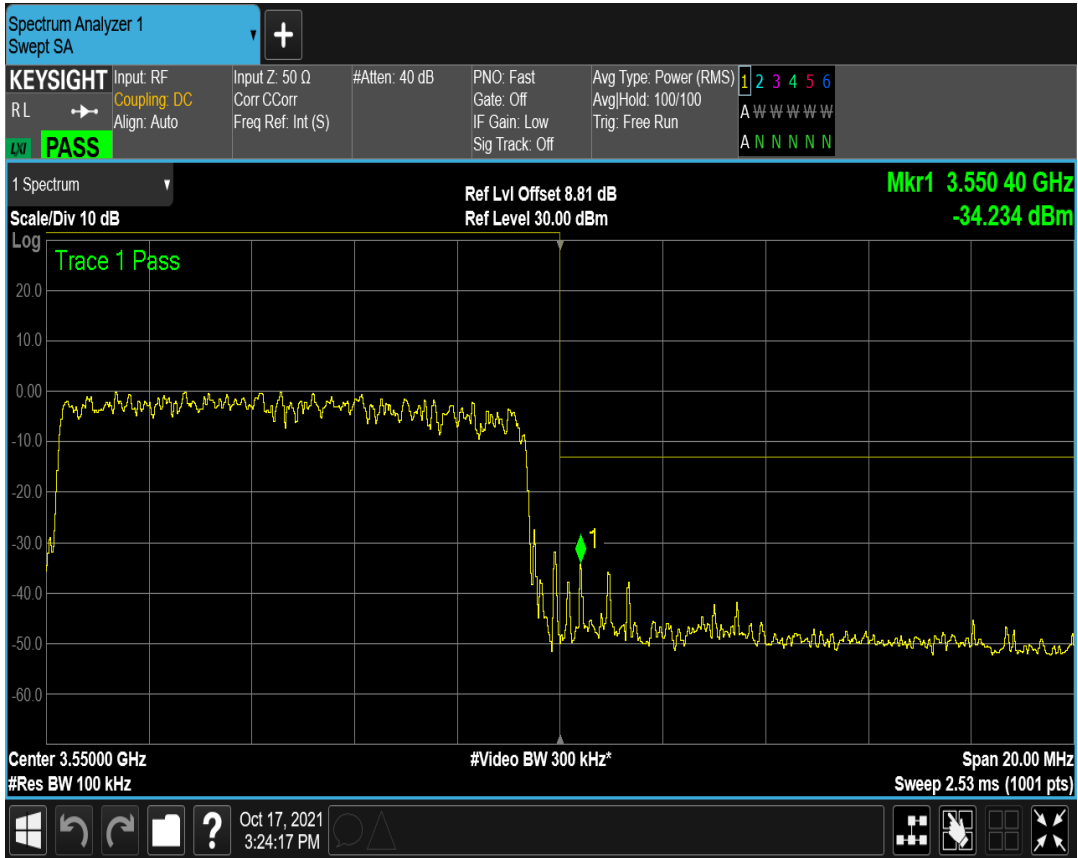 Spectrum Analyzer 1
Swept SA
+
KEYSIGHT
RL
LXI PASS
Input: RF
Coupling: DC
Align: Auto
Input Z: 50 Ω
Corr CCorr
Freq Ref: Int (S)
#Atten: 40 dB
PNO: Fast
Gate: Off
IF Gain: Low
Sig Track: Off
Avg Type: Power (RMS)
Avg|Hold: 100/100
Trig: Free Run
1 2 3 4 5 6
A W W W W W
A N N N N N
1 Spectrum
Scale/Div 10 dB
Ref Lvl Offset 8.81 dB
Ref Level 30.00 dBm
Mkr1 3.550 40 GHz
-34.234 dBm
Log
Trace 1 Pass
20.0
10.0
0.00
-10.0
-20.0
-30.0
1
-40.0
-50.0
-60.0
Center 3.55000 GHz
#Video BW 300 kHz*
Span 20.00 MHz
#Res BW 100 kHz
Sweep 2.53 ms (1001 pts)
?
Oct 17, 2021
3:24:17 PM